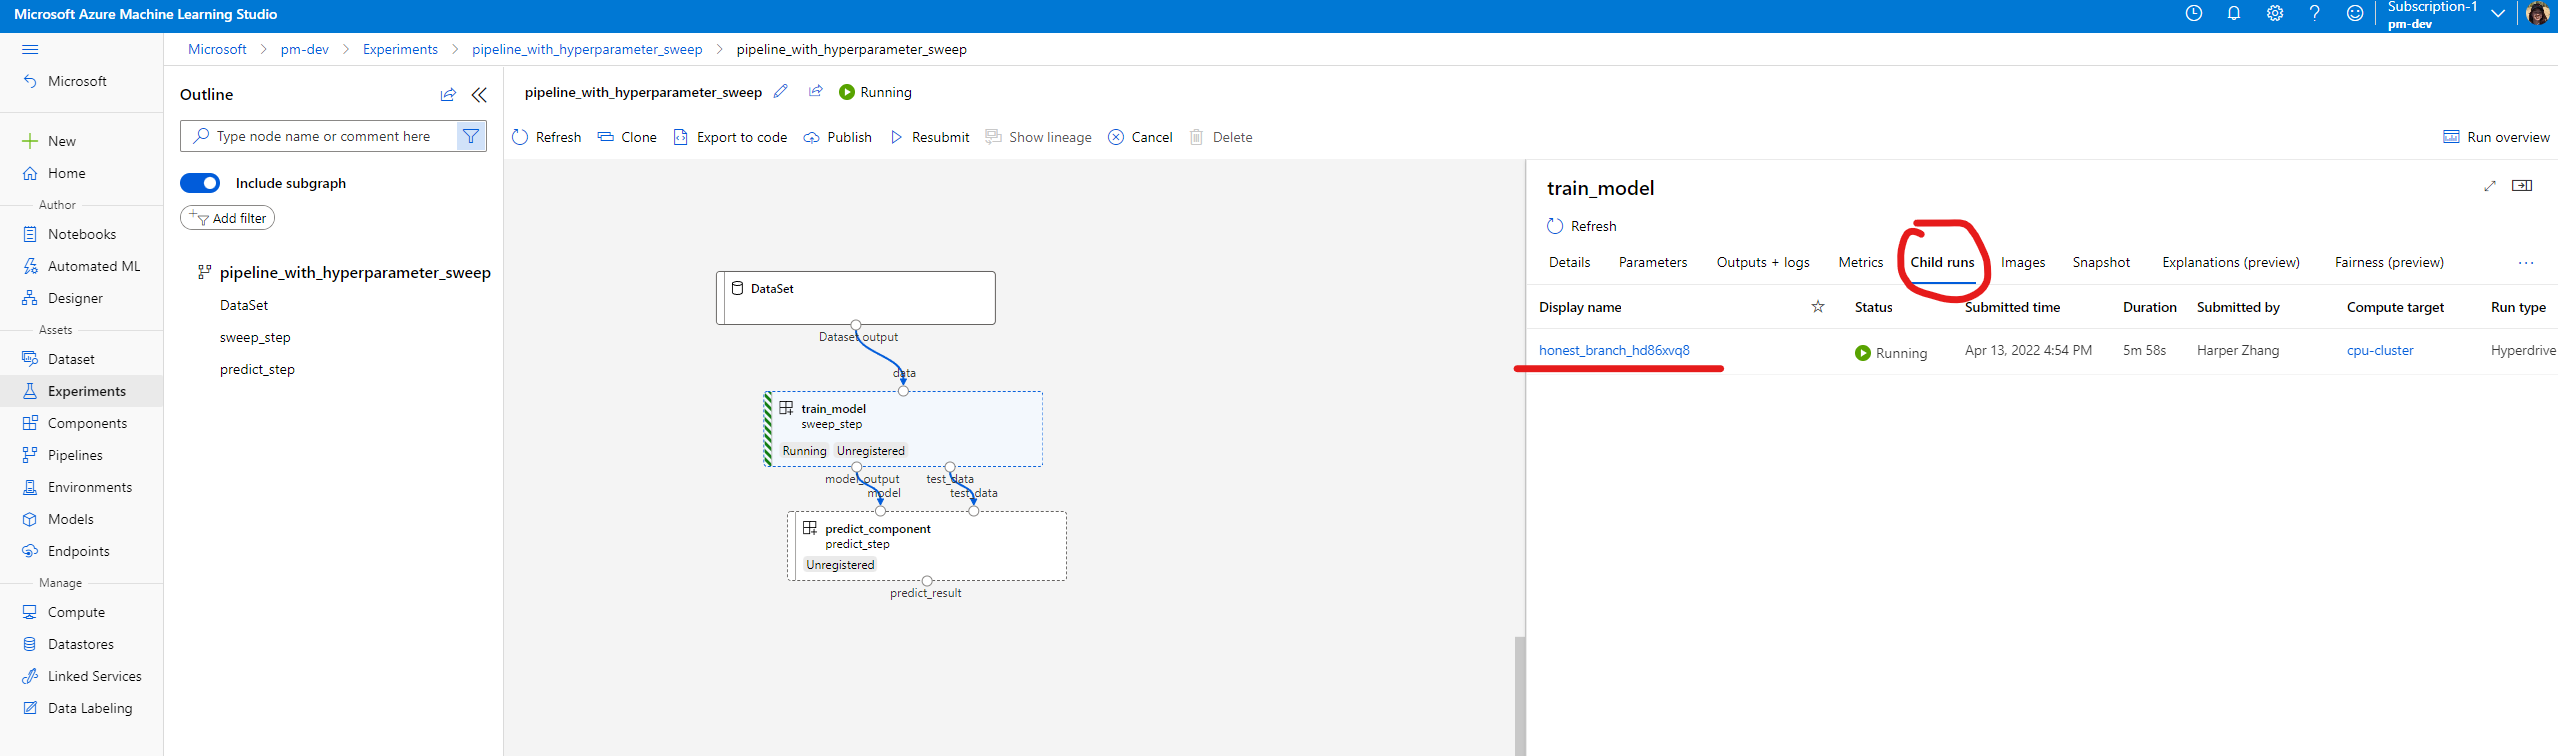 Microsoft Azure Machine Learning Studio
Subscription-1
pm-dev
Microsoft > pm-dev > Experiments > pipeline_with_hyperparameter_sweep > pipeline_with_hyperparameter_sweep
Microsoft
New
Home
Author
Notebooks
Automated ML
Designer
Assets
Dataset
Experiments
Components
Pipelines
Environments
Models
Endpoints
Manage
Compute
Datastores
Linked Services
Data Labeling
Outline
Type node name or comment here
Include subgraph
Add filter
pipeline_with_hyperparameter_sweep
DataSet
sweep_step
predict_step
pipeline_with_hyperparameter_sweep Running
Refresh Clone Export to code Publish Resubmit Show lineage Cancel Delete Run overview
DataSet
Dataset_output
data
train_model
sweep_step
Running Unregistered
model_output test_data
model test_data
predict_component
predict_step
Unregistered
predict_result
train_model
Refresh
Details Parameters Outputs + logs Metrics Child runs Images Snapshot Explanations (preview) Fairness (preview) ...
Display name Status Submitted time Duration Submitted by Compute target Run type
honest_branch_hd86xvq8 Running Apr 13, 2022 4:54 PM 5m 58s Harper Zhang cpu-cluster Hyperdrive